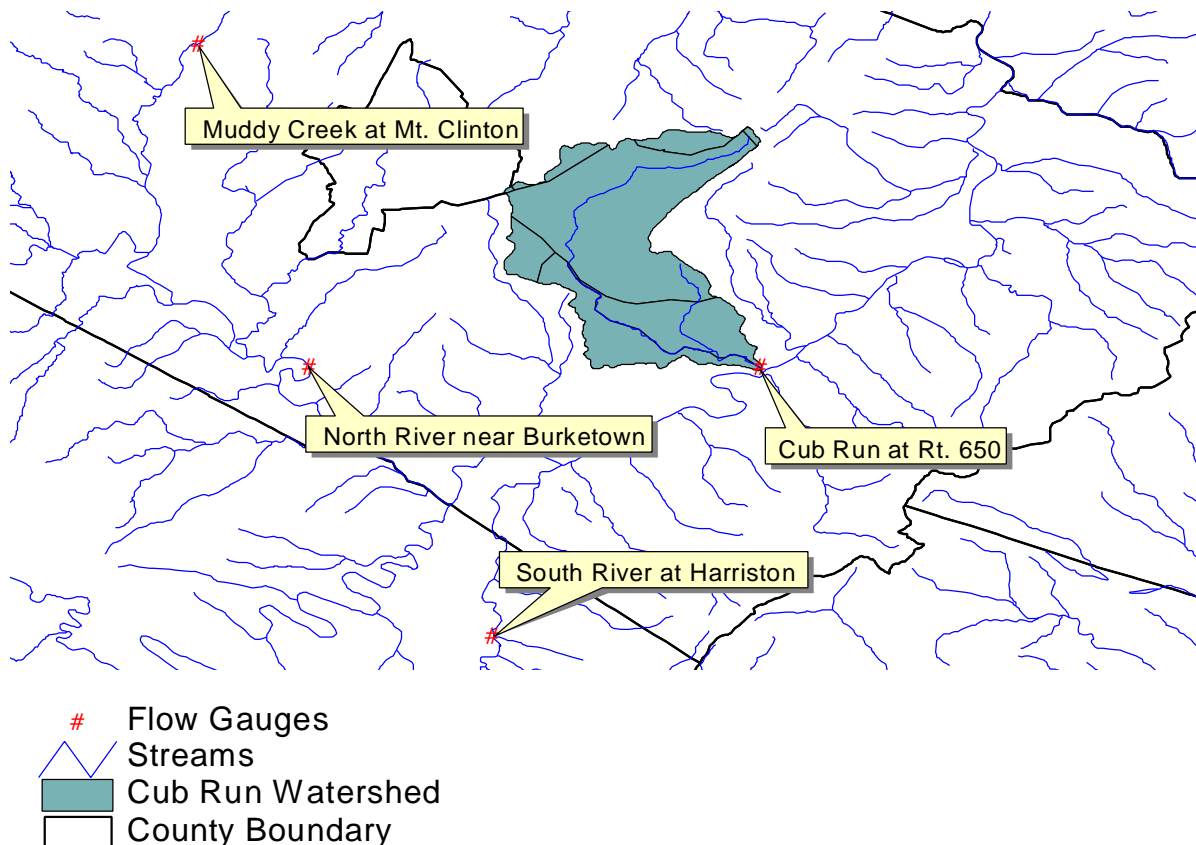 Muddy Creek at Mt. Clinton
North River near Burketown
Cub Run at Rt. 650
South River at Harriston
# Flow Gauges
Streams
Cub Run Watershed
County Boundary